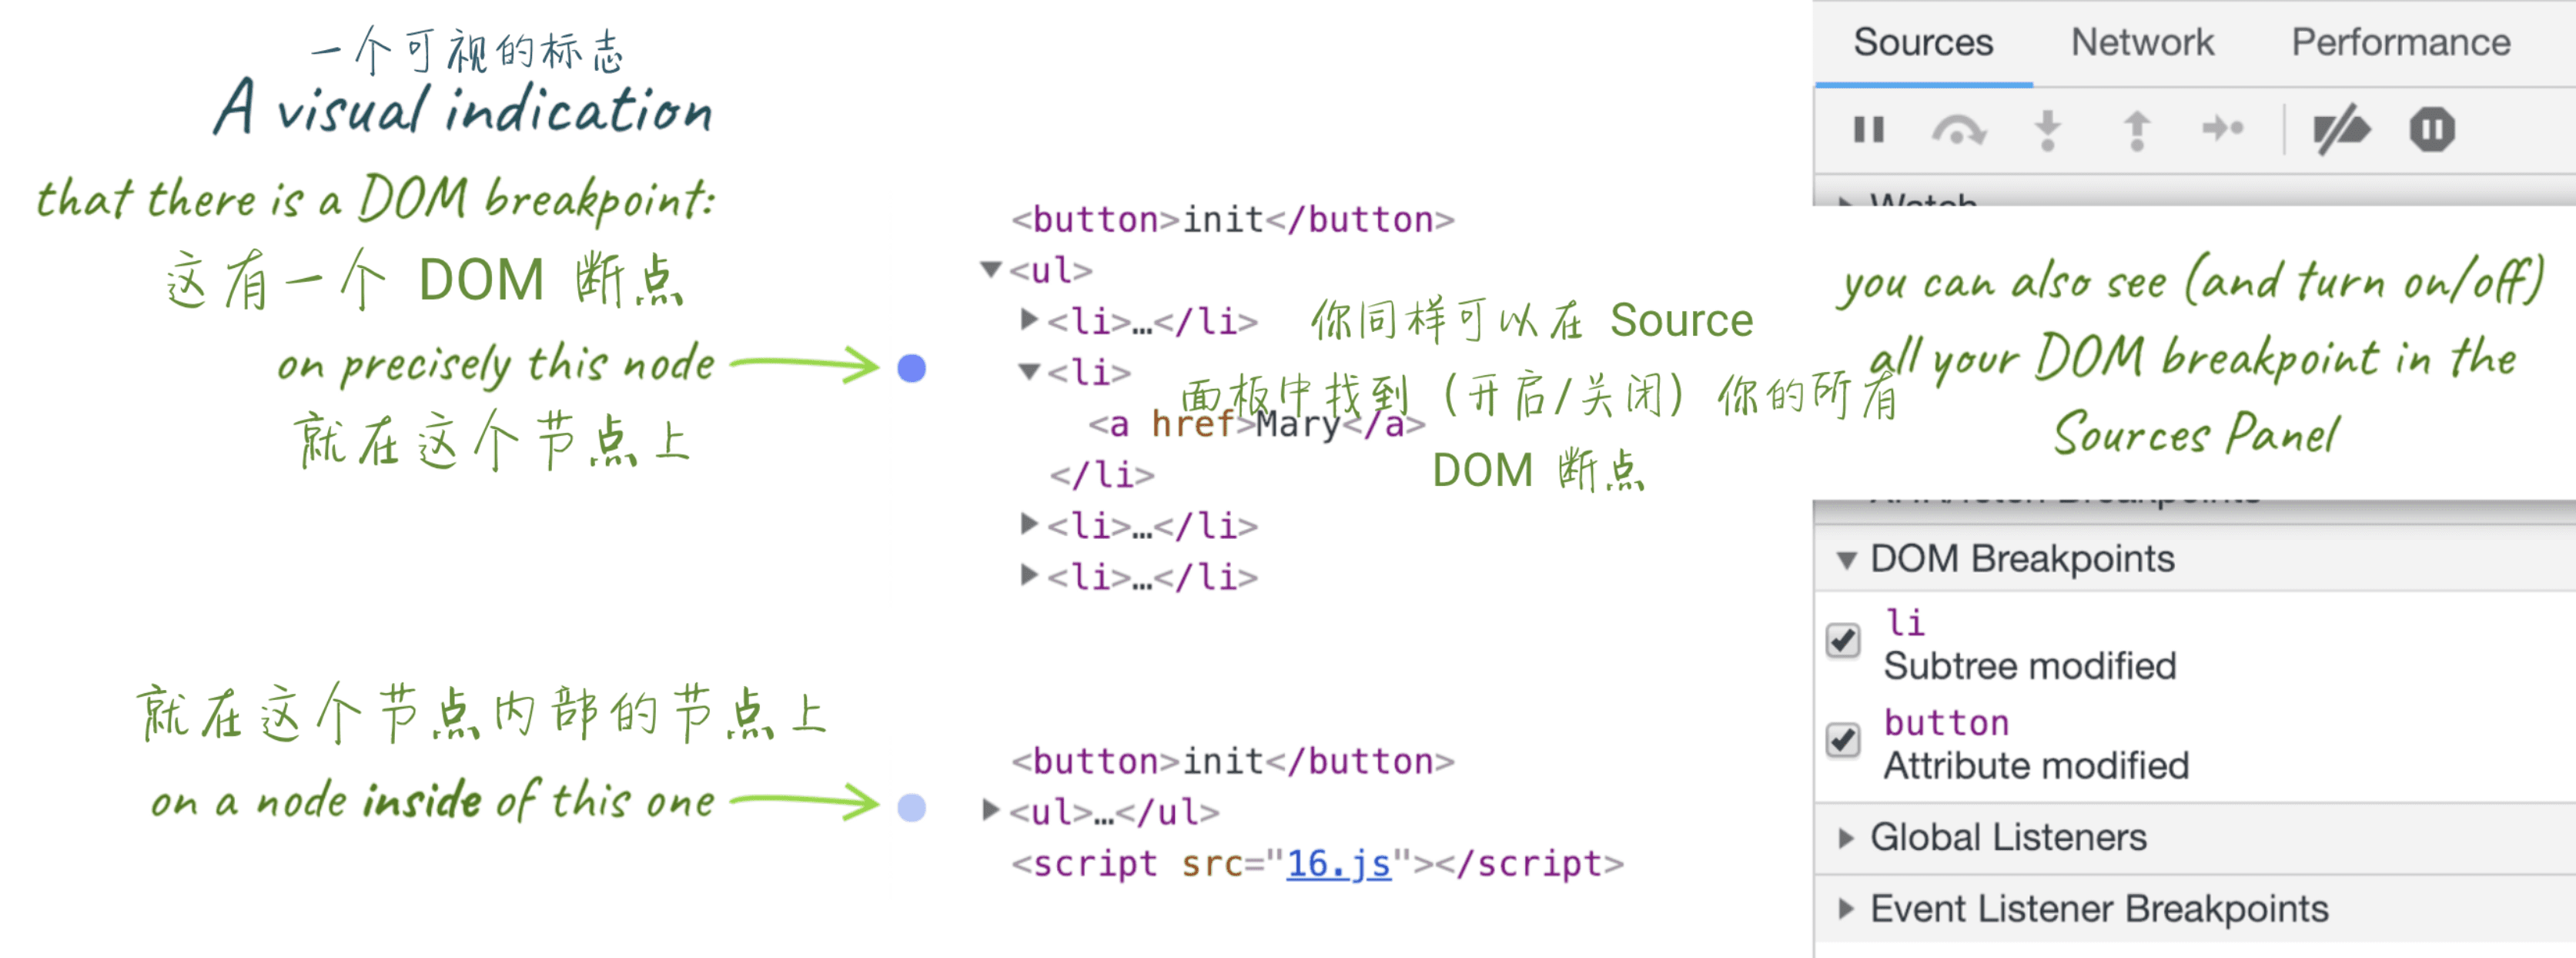 一个可视的标志
A visual indication
that there is a DOM breakpoint:
这有一个 DOM 断点
on precisely this node
就在这个节点上
就在这个节点内部的节点上
on a node inside of this one
<button>init</button>
<ul>
<li>…</li>
<li>
<a href>Mary</a>
</li>
<li>…</li>
<li>…</li>
你同样可以在 Source
面板中找到（开启/关闭）你的所有
DOM 断点
<button>init</button>
<ul>…</ul>
<script src="16.js"></script>
Sources Network Performance
Watch
you can also see (and turn on/off)
all your DOM breakpoint in the
Sources Panel
DOM Breakpoints
li
Subtree modified
button
Attribute modified
Global Listeners
Event Listener Breakpoints